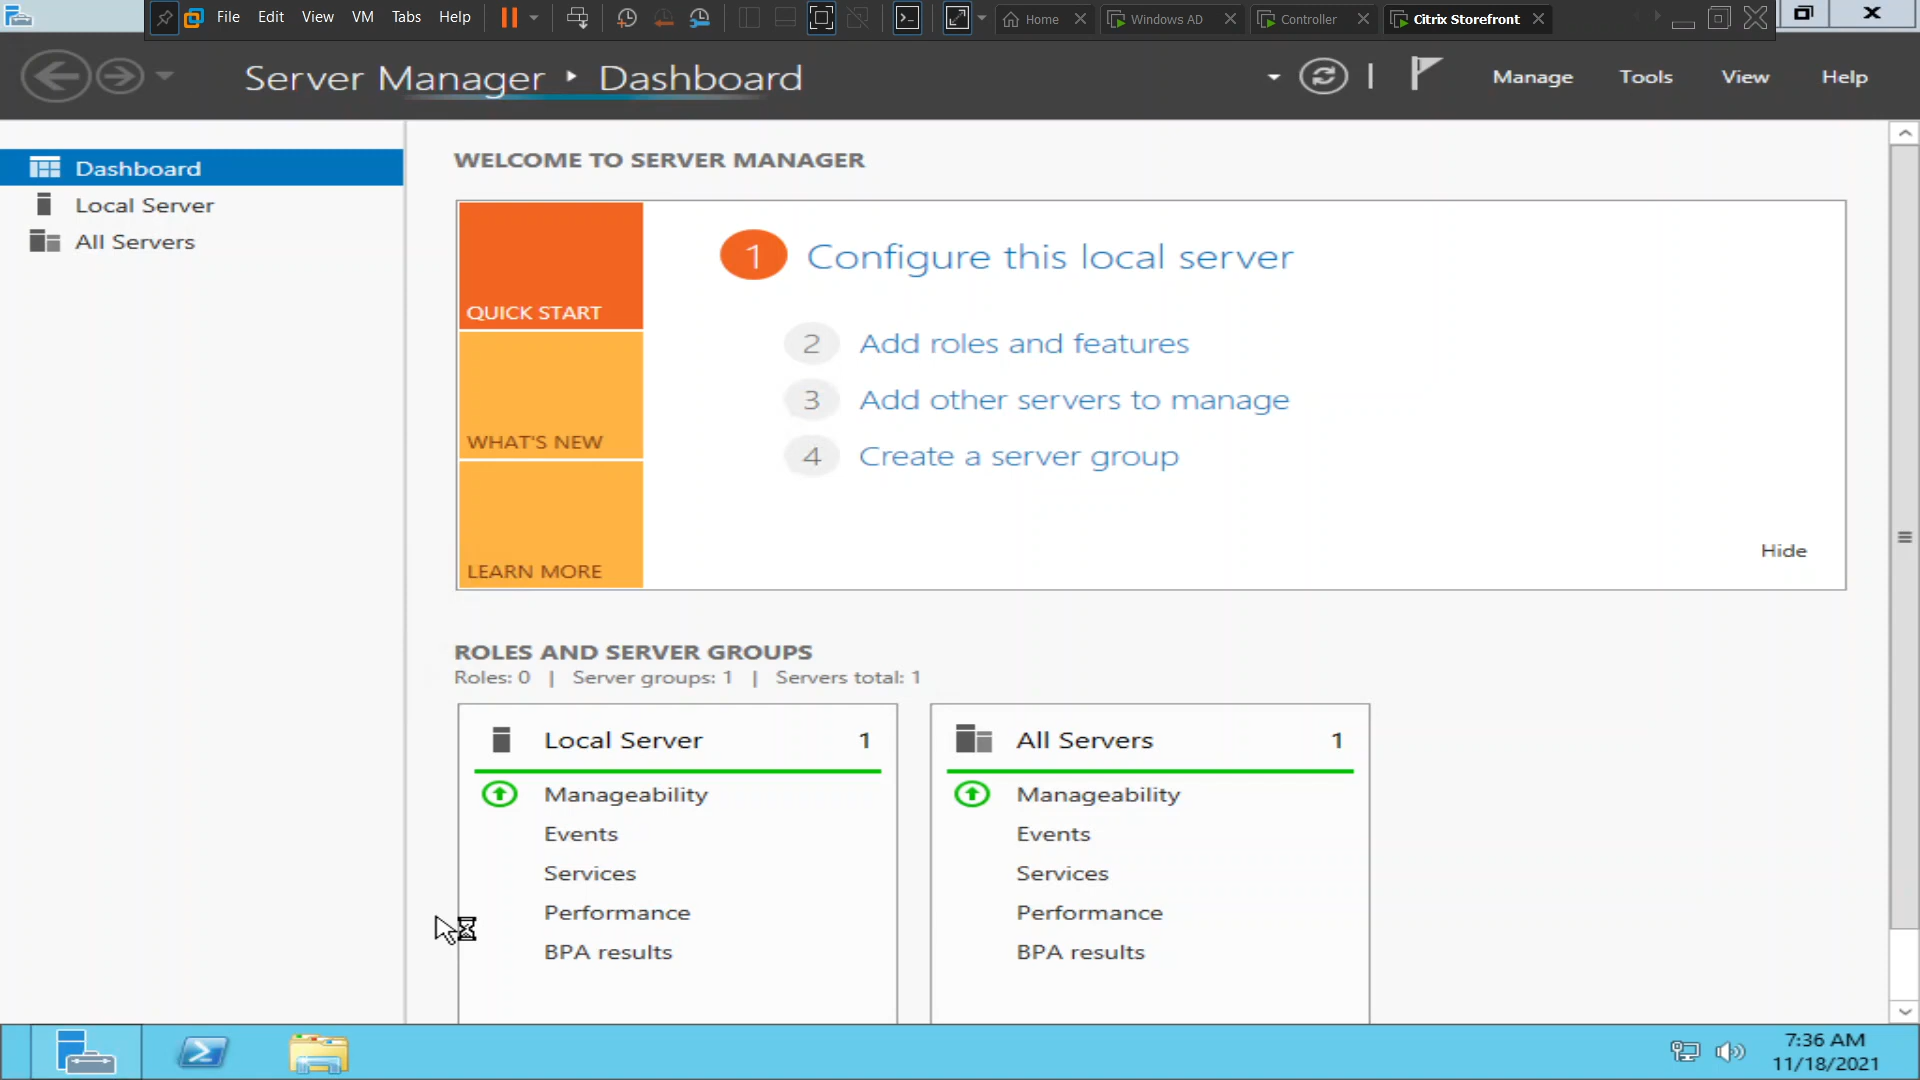 File Edit View VM Tabs Help Home Windows AD Controller Citrix Storefront
Server Manager Dashboard Manage Tools View Help
Dashboard
Local Server
All Servers
WELCOME TO SERVER MANAGER
QUICK START
WHAT'S NEW
LEARN MORE
1 Configure this local server
2 Add roles and features
3 Add other servers to manage
4 Create a server group
Hide
ROLES AND SERVER GROUPS
Roles: 0 | Server groups: 1 | Servers total: 1
Local Server 1
Manageability
Events
Services
Performance
BPA results
All Servers 1
Manageability
Events
Services
Performance
BPA results
7:36 AM
11/18/2021